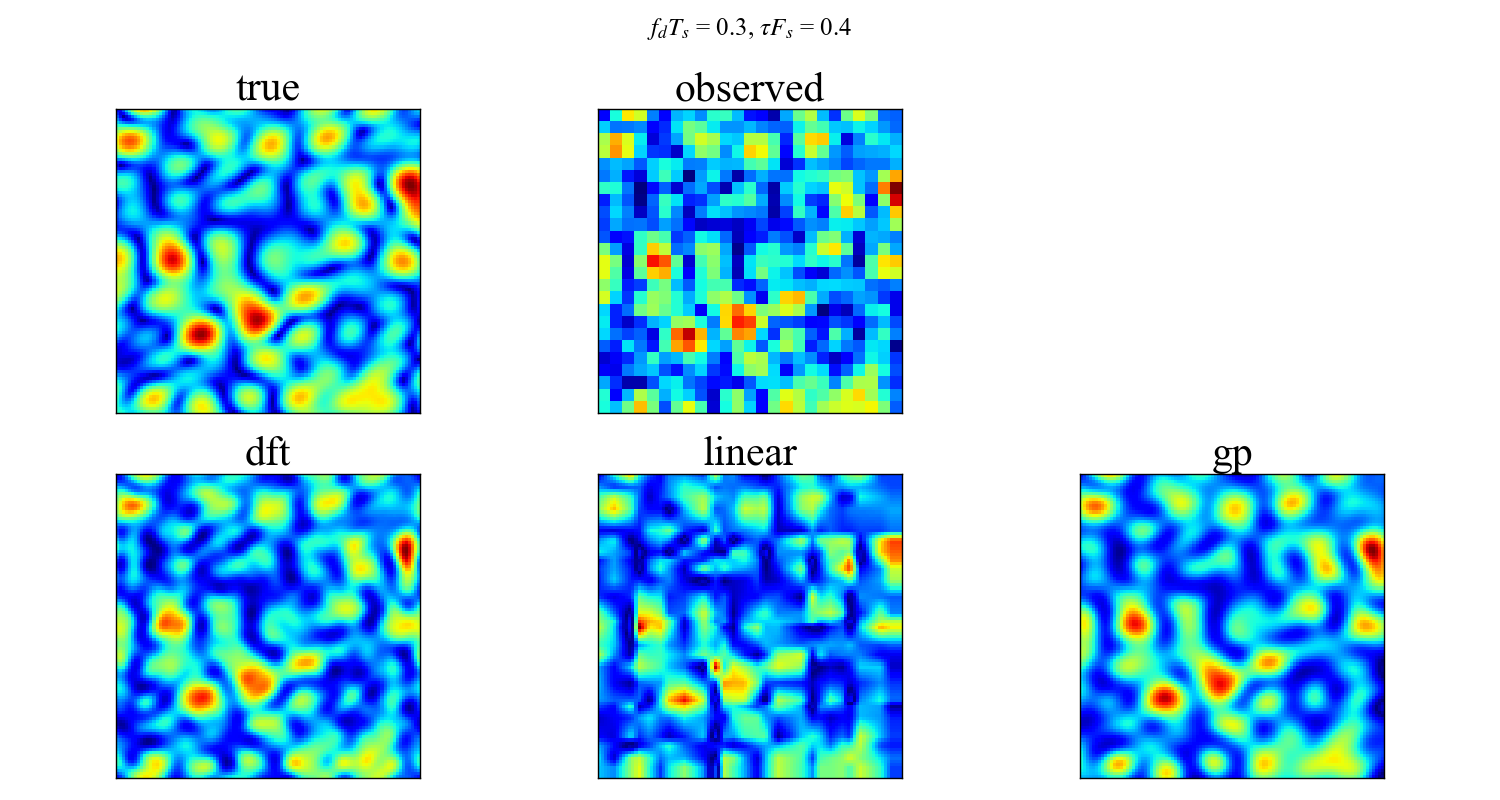 f_d T_s = 0.3, τF_s = 0.4
true
observed
dft
linear
gp